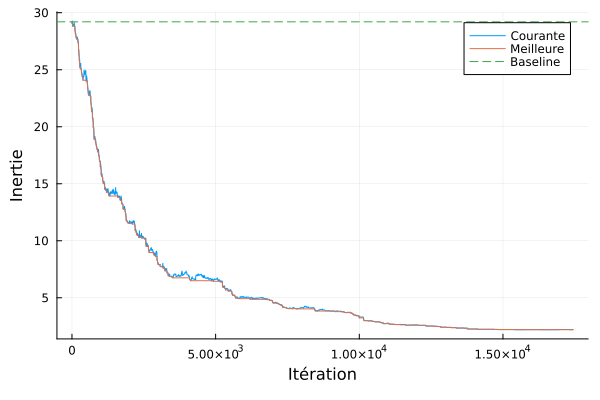 30
25
20
15
10
5
Inertie
Courante
Meilleure
Baseline
0
5.00×10³
1.00×10⁴
1.50×10⁴
Itération